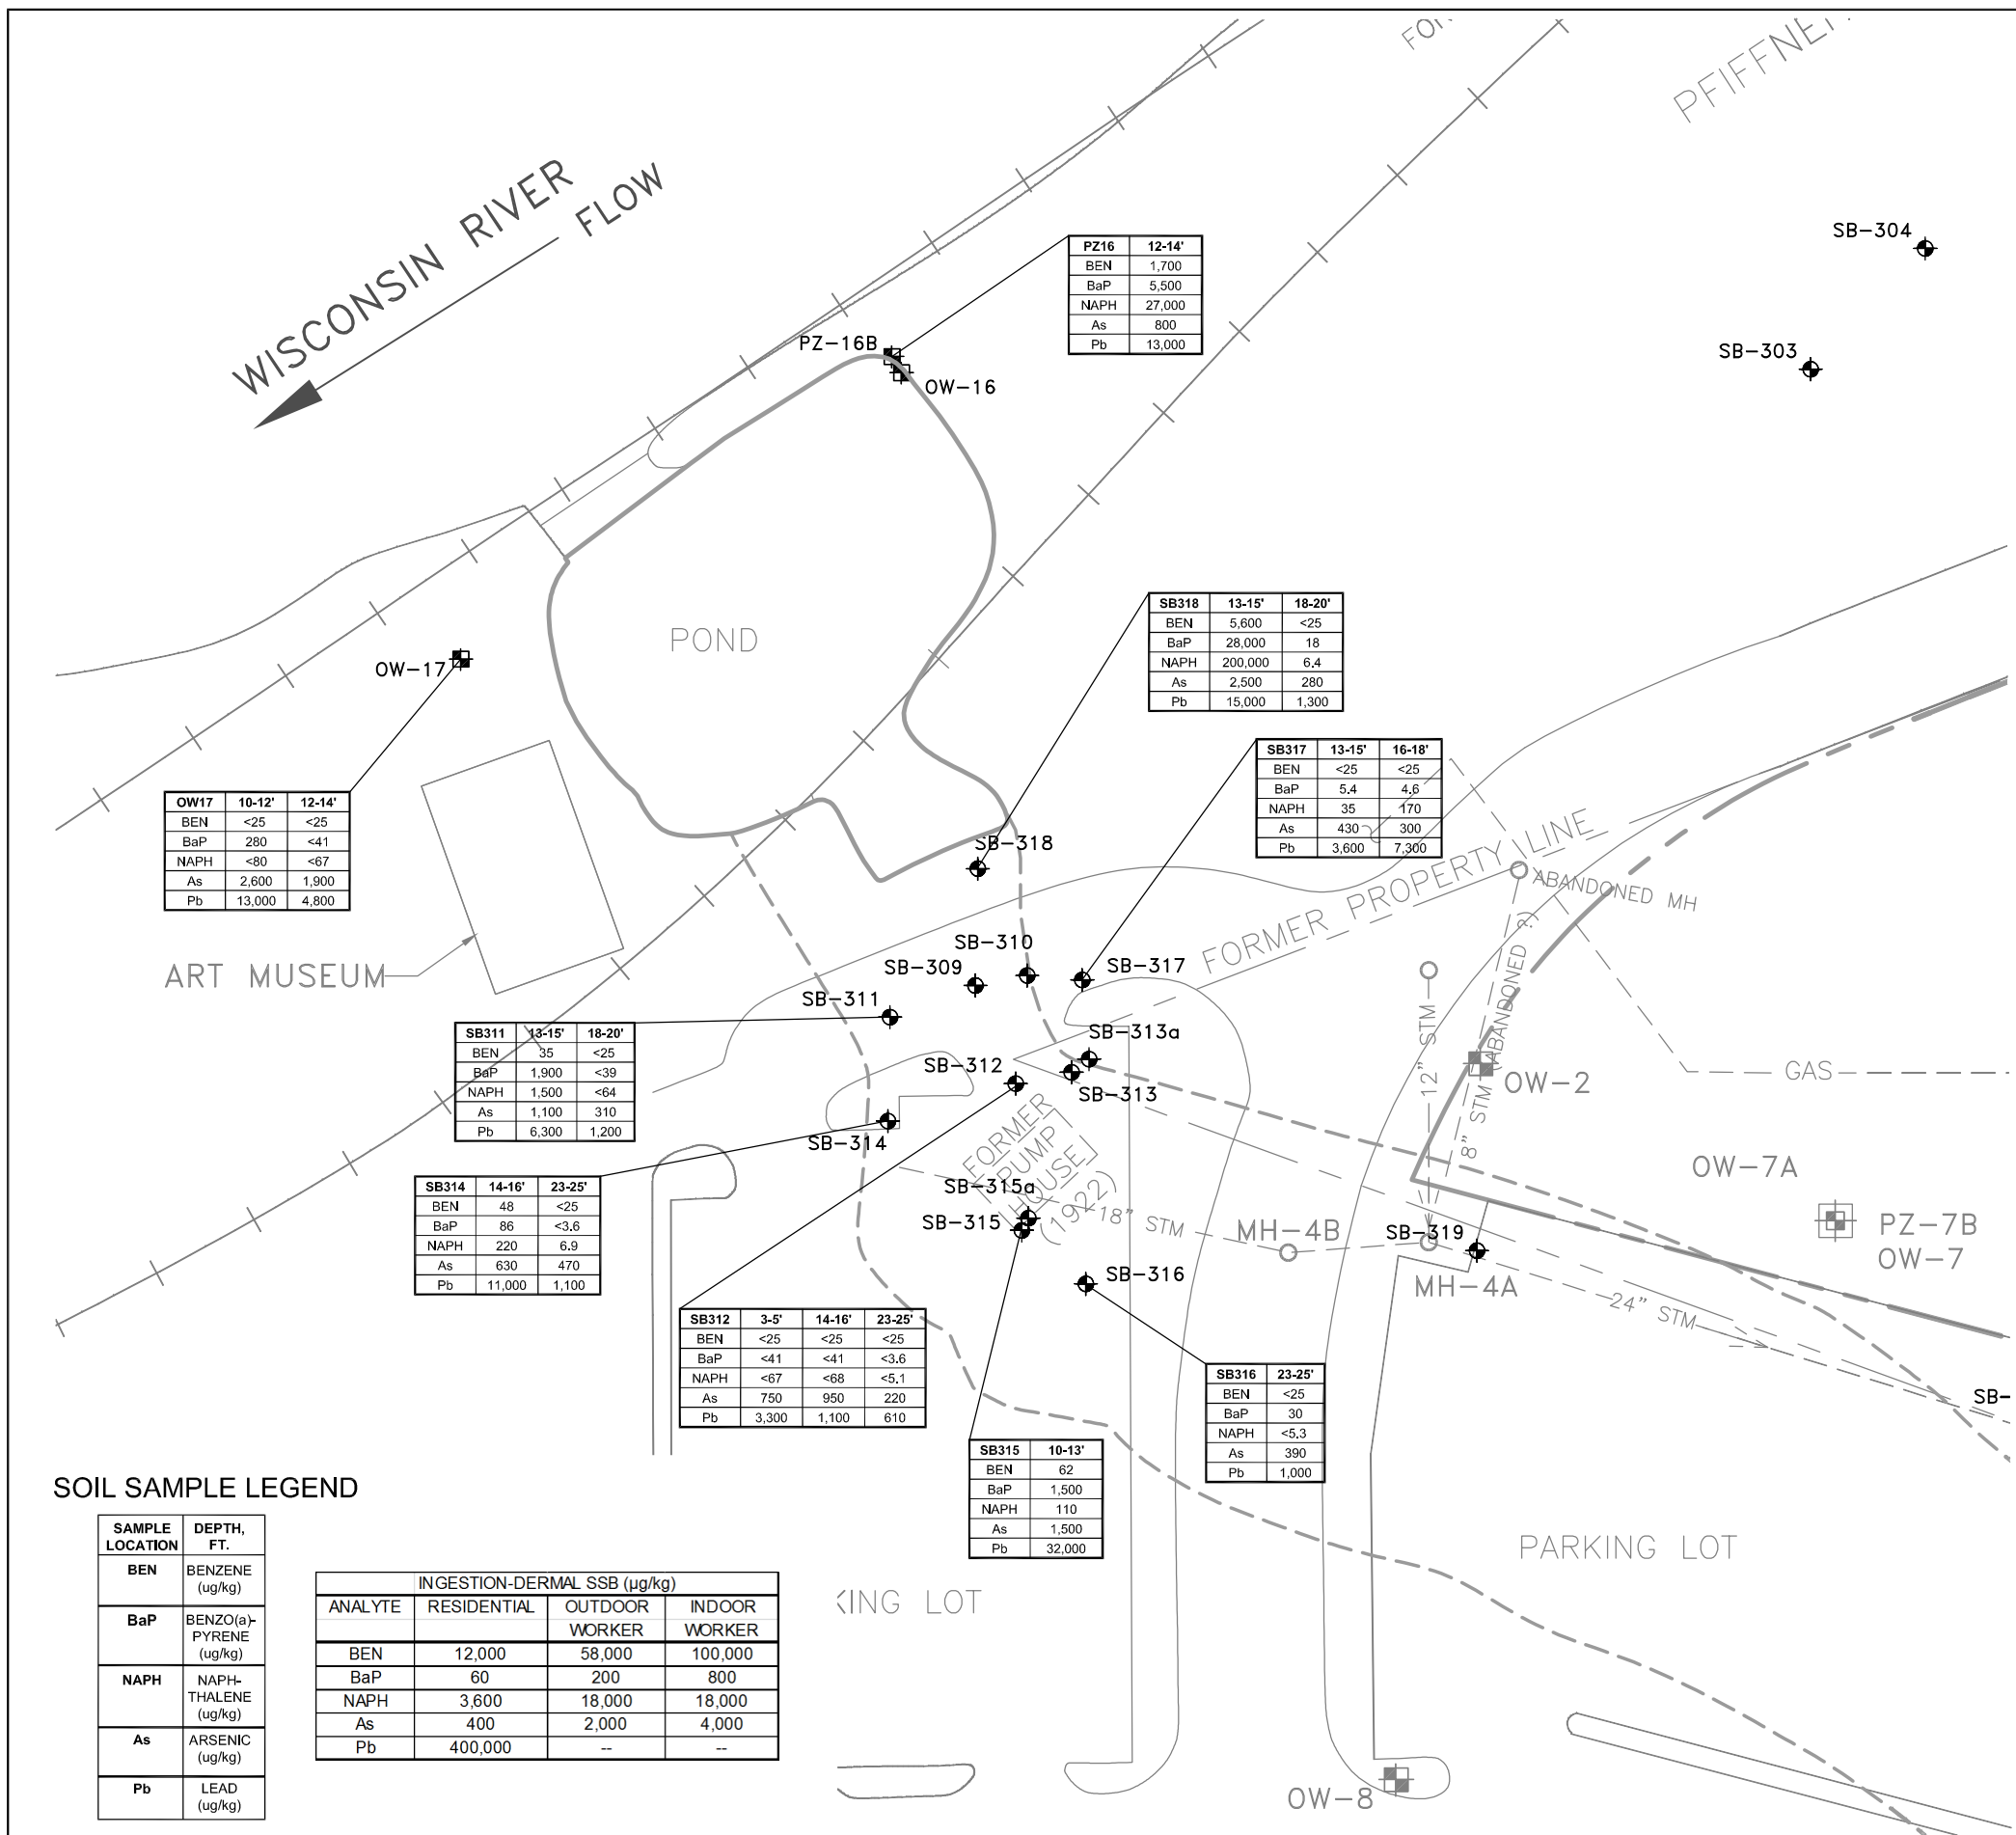 WISCONSIN RIVER
FLOW
PFIFFNE
SB-304
SB-303
PZ16 12-14'
BEN 1,700
BaP 5,500
NAPH 27,000
As 800
Pb 13,000
PZ-16B
OW-16
POND
OW-17
SB318 13-15' 18-20'
BEN 5,600 <25
BaP 28,000 18
NAPH 200,000 6.4
As 2,500 280
Pb 15,000 1,300
SB317 13-15' 16-18'
BEN <25 <25
BaP 5.4 4.6
NAPH 35 170
As 430 300
Pb 3,600 7,300
OW17 10-12' 12-14'
BEN <25 <25
BaP 280 <41
NAPH <80 <67
As 2,600 1,900
Pb 13,000 4,800
SB-318
FORMER PROPERTY LINE
ABANDONED MH
ART MUSEUM
SB-310
SB-309
SB-317
SB-311
SB311 13-15' 18-20'
BEN 35 <25
BaP 1,900 <39
NAPH 1,500 <64
As 1,100 310
Pb 6,300 1,200
SB-313a
SB-312
SB-313
12" STM
8" STM (ABANDONED ?)
OW-2
GAS
SB-314
FORMER
PUMP
HOUSE
(1922)
OW-7A
SB314 14-16' 23-25'
BEN 48 <25
BaP 86 <3.6
NAPH 220 6.9
As 630 470
Pb 11,000 1,100
SB-315a
SB-315
18" STM
MH-4B
SB-319
PZ-7B
OW-7
SB-316
MH-4A
24" STM
SB312 3-5' 14-16' 23-25'
BEN <25 <25 <25
BaP <41 <41 <3.6
NAPH <67 <68 <5.1
As 750 950 220
Pb 3,300 1,100 610
SB316 23-25'
BEN <25
BaP 30
NAPH <5.3
As 390
Pb 1,000
SB-
SB315 10-13'
BEN 62
BaP 1,500
NAPH 110
As 1,500
Pb 32,000
PARKING LOT
KING LOT
OW-8
SOIL SAMPLE LEGEND
SAMPLE DEPTH,
LOCATION FT.
BEN BENZENE
(ug/kg)
BaP BENZO(a)-
PYRENE
(ug/kg)
NAPH NAPH-
THALENE
(ug/kg)
As ARSENIC
(ug/kg)
Pb LEAD
(ug/kg)
INGESTION-DERMAL SSB (µg/kg)
ANALYTE RESIDENTIAL OUTDOOR INDOOR
WORKER WORKER
BEN 12,000 58,000 100,000
BaP 60 200 800
NAPH 3,600 18,000 18,000
As 400 2,000 4,000
Pb 400,000 -- --